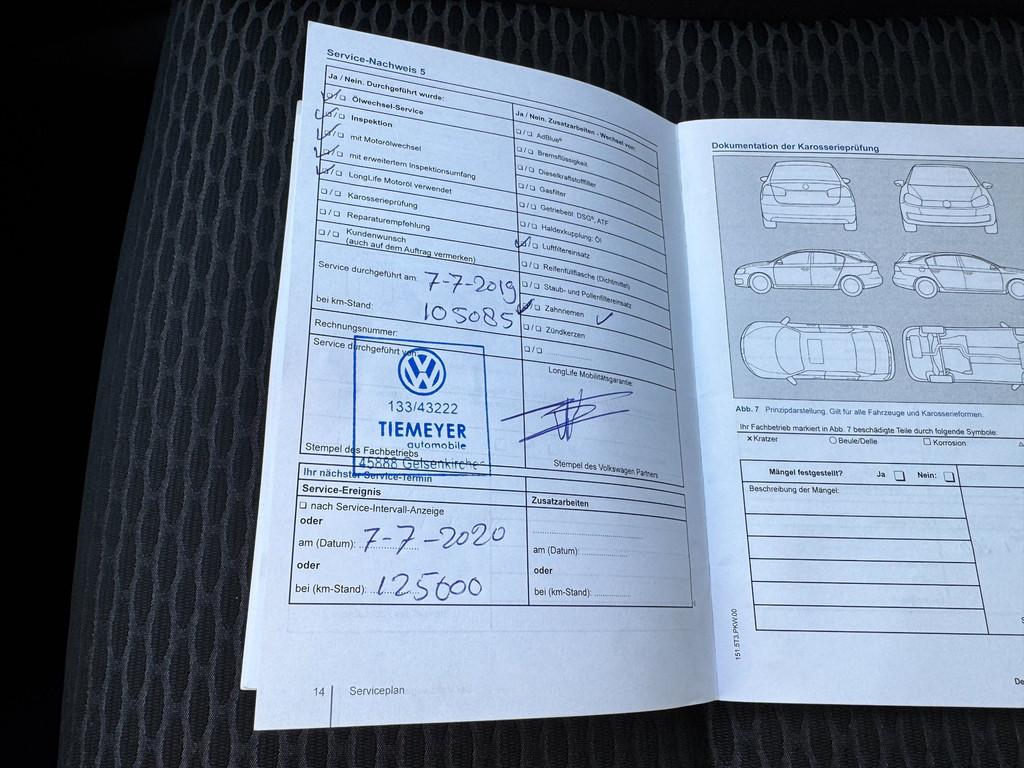 Service-Nachweis 5
Ja / Nein. Durchgeführt wurde:
Ölwechsel-Service
Inspektion
mit Motorölwechsel
mit erweitertem Inspektionsumfang
LongLife Motoröl verwendet
Karosserieprüfung
Reparaturempfehlung
Kundenwunsch
(auch auf dem Auftrag vermerken)
Service durchgeführt am: 7-7-2019
bei km-Stand: 105085
Rechnungsnummer:
Service durchgeführt von:
133/43222
TIEMEYER
automobile
45888 Gelsenkirchen
Stempel des Fachbetriebs
Ja / Nein. Zusatzarbeiten - Wechsel von:
AdBlue®
Bremsflüssigkeit
Dieselkraftstofffilter
Gasfilter
Getriebeöl: DSG®, ATF
Haldexkupplung: Öl
Luftfiltereinsatz
Reifenfüllflasche (Dichtmittel)
Staub- und Pollenfiltereinsatz
Zahnriemen
Zündkerzen
LongLife Mobilitätsgarantie:
Stempel des Volkswagen Partners
Ihr nächster Service-Termin
Service-Ereignis
nach Service-Intervall-Anzeige
oder
am (Datum): 7-7-2020
oder
bei (km-Stand): 125000
Zusatzarbeiten
am (Datum):
oder
bei (km-Stand):
14 Serviceplan
Dokumentation der Karosserieprüfung
Abb. 7 Prinzipdarstellung. Gilt für alle Fahrzeuge und Karosserieformen.
Ihr Fachbetrieb markiert in Abb. 7 beschädigte Teile durch folgende Symbole:
x Kratzer
Beule/Delle
Korrosion
Mängel festgestellt? Ja Nein:
Beschreibung der Mängel:
151.5T3.PKW.00